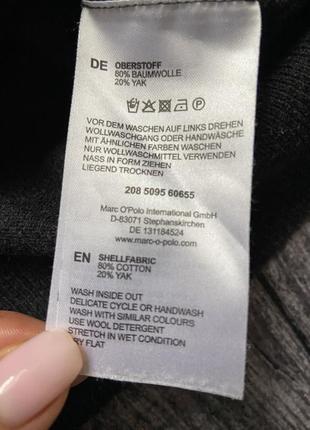 DE OBERSTOFF
80% BAUMWOLLE
20% YAK
VOR DEM WASCHEN AUF LINKS DREHEN
WOLLWASCHGANG ODER HANDWÄSCHE
MIT ÄHNLICHEN FARBEN WASCHEN
NUR WOLLWASCHMITTEL VERWENDEN
NASS IN FORM ZIEHEN
LIEGEND TROCKNEN
208 5095 60655
Marc O'Polo International GmbH
D-83071 Stephanskirchen
DE 131184524
www.marc-o-polo.com
EN SHELLFABRIC
80% COTTON
20% YAK
WASH INSIDE OUT
DELICATE CYCLE OR HANDWASH
WASH WITH SIMILAR COLOURS
USE WOOL DETERGENT
STRETCH IN WET CONDITION
RY FLAT